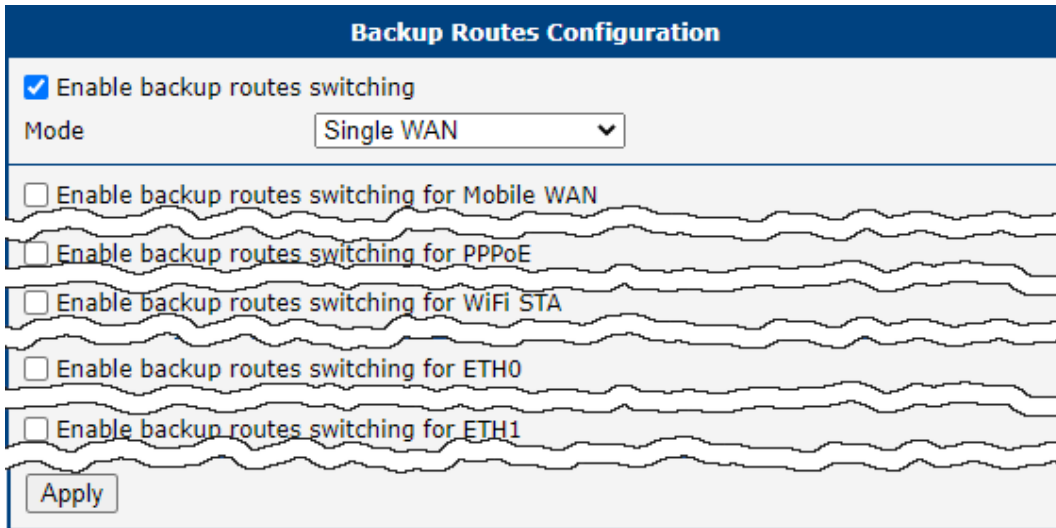 Backup Routes Configuration
Enable backup routes switching
Mode Single WAN
Enable backup routes switching for Mobile WAN
Enable backup routes switching for PPPoE
Enable backup routes switching for WiFi STA
Enable backup routes switching for ETH0
Enable backup routes switching for ETH1
Apply